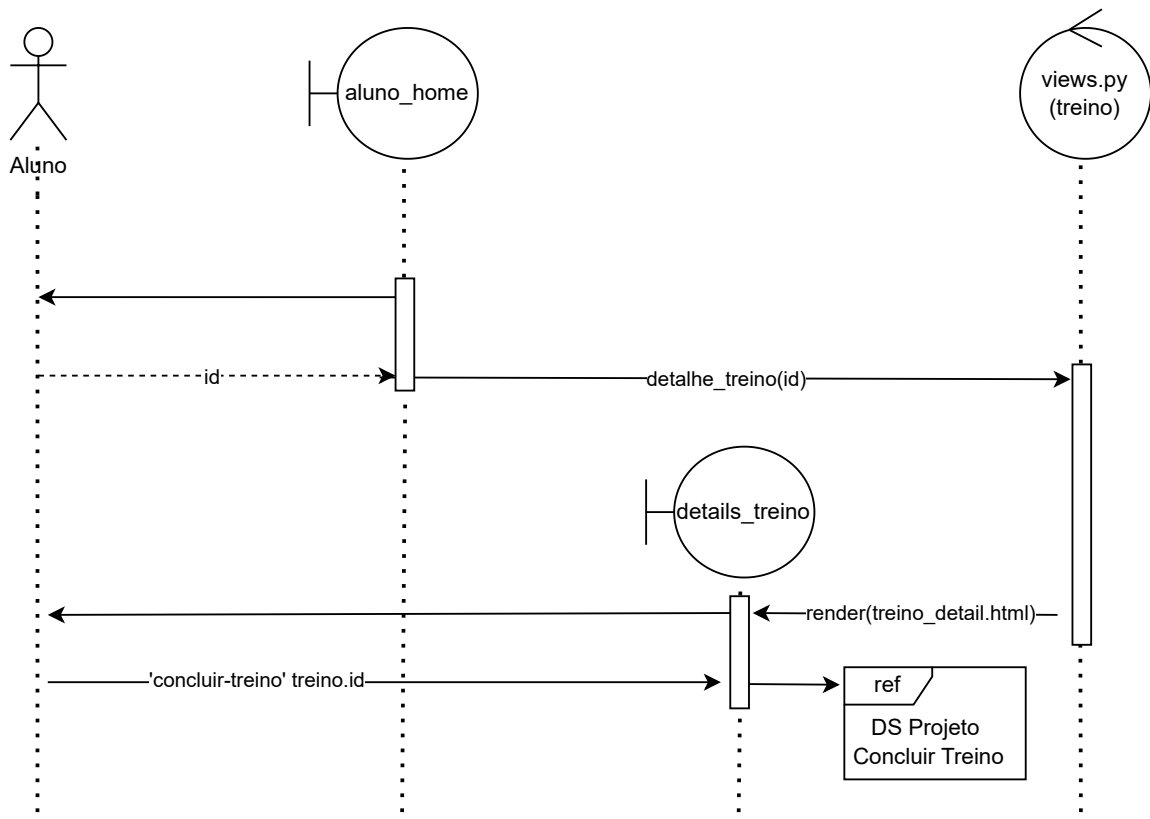 aluno_home
views.py
(treino)
Aluno
id
detalhe_treino(id)
details_treino
render(treino_detail.html)
'concluir-treino' treino.id
ref
DS Projeto
Concluir Treino